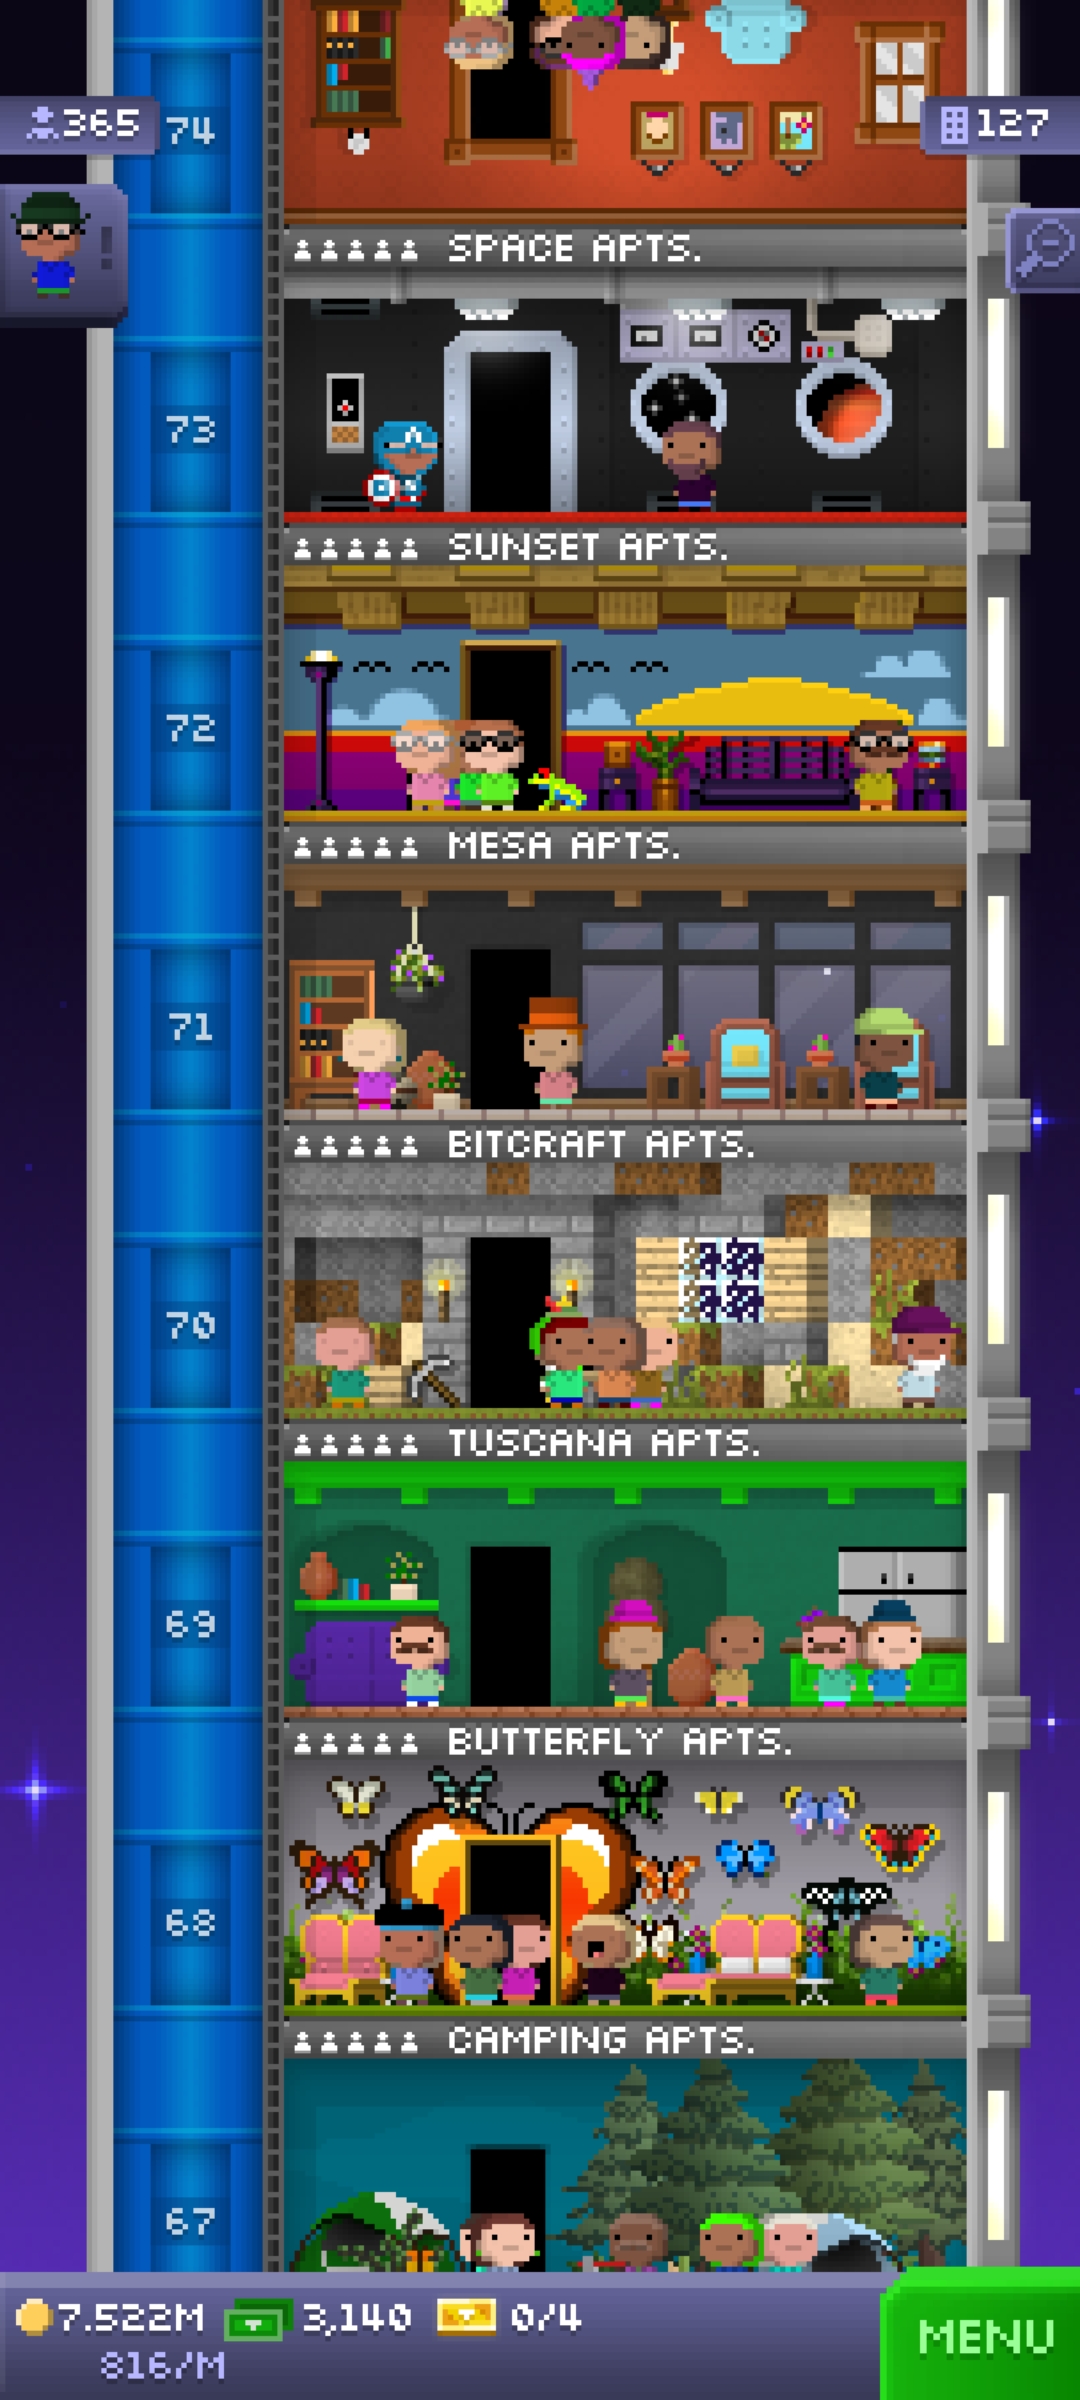 365
74
127
SPACE APTS.
73
SUNSET APTS.
72
MESA APTS.
71
BITCRAFT APTS.
70
TUSCANA APTS.
69
BUTTERFLY APTS.
68
CAMPING APTS.
67
7.522M 3,140 0/4
816/M
MENU